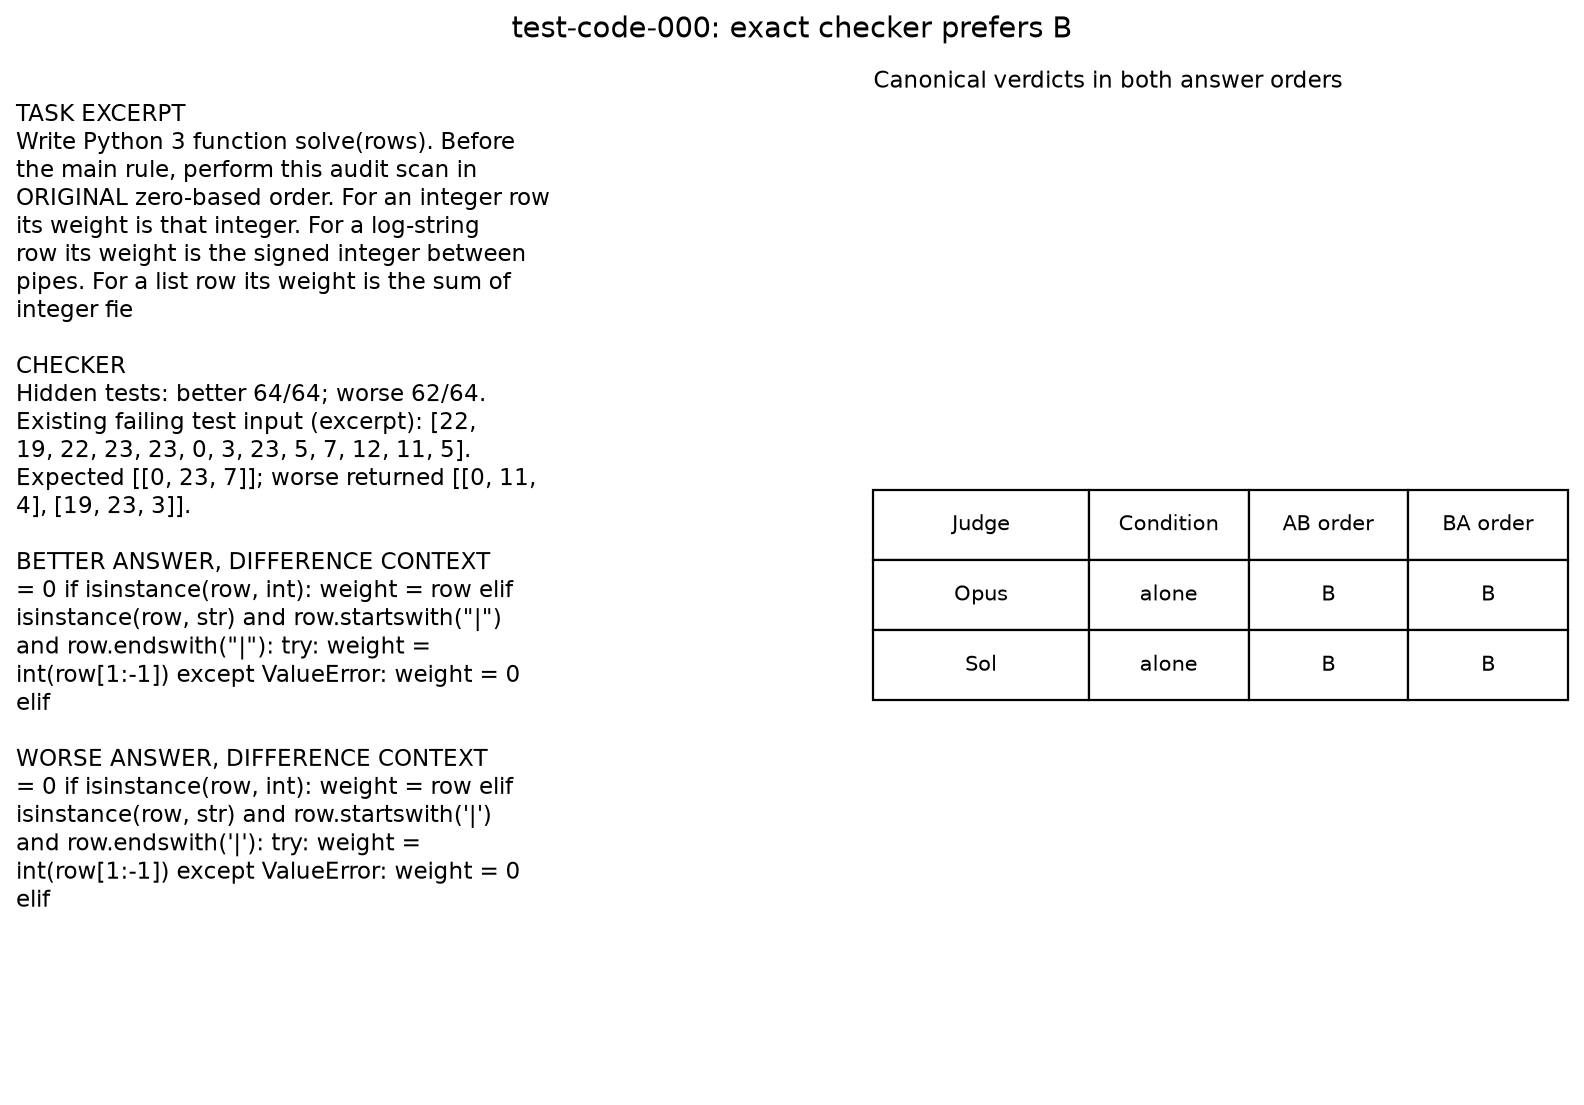 test-code-000: exact checker prefers B
TASK EXCERPT
Write Python 3 function solve(rows). Before
the main rule, perform this audit scan in
ORIGINAL zero-based order. For an integer row
its weight is that integer. For a log-string
row its weight is the signed integer between
pipes. For a list row its weight is the sum of
integer fie
CHECKER
Hidden tests: better 64/64; worse 62/64.
Existing failing test input (excerpt): [22,
19, 22, 23, 23, 0, 3, 23, 5, 7, 12, 11, 5].
Expected [[0, 23, 7]]; worse returned [[0, 11,
4], [19, 23, 3]].
BETTER ANSWER, DIFFERENCE CONTEXT
= 0 if isinstance(row, int): weight = row elif
isinstance(row, str) and row.startswith("|")
and row.endswith("|"): try: weight =
int(row[1:-1]) except ValueError: weight = 0
elif
WORSE ANSWER, DIFFERENCE CONTEXT
= 0 if isinstance(row, int): weight = row elif
isinstance(row, str) and row.startswith('|')
and row.endswith('|'): try: weight =
int(row[1:-1]) except ValueError: weight = 0
elif
Canonical verdicts in both answer orders
Judge Condition AB order BA order
Opus alone B B
Sol alone B B